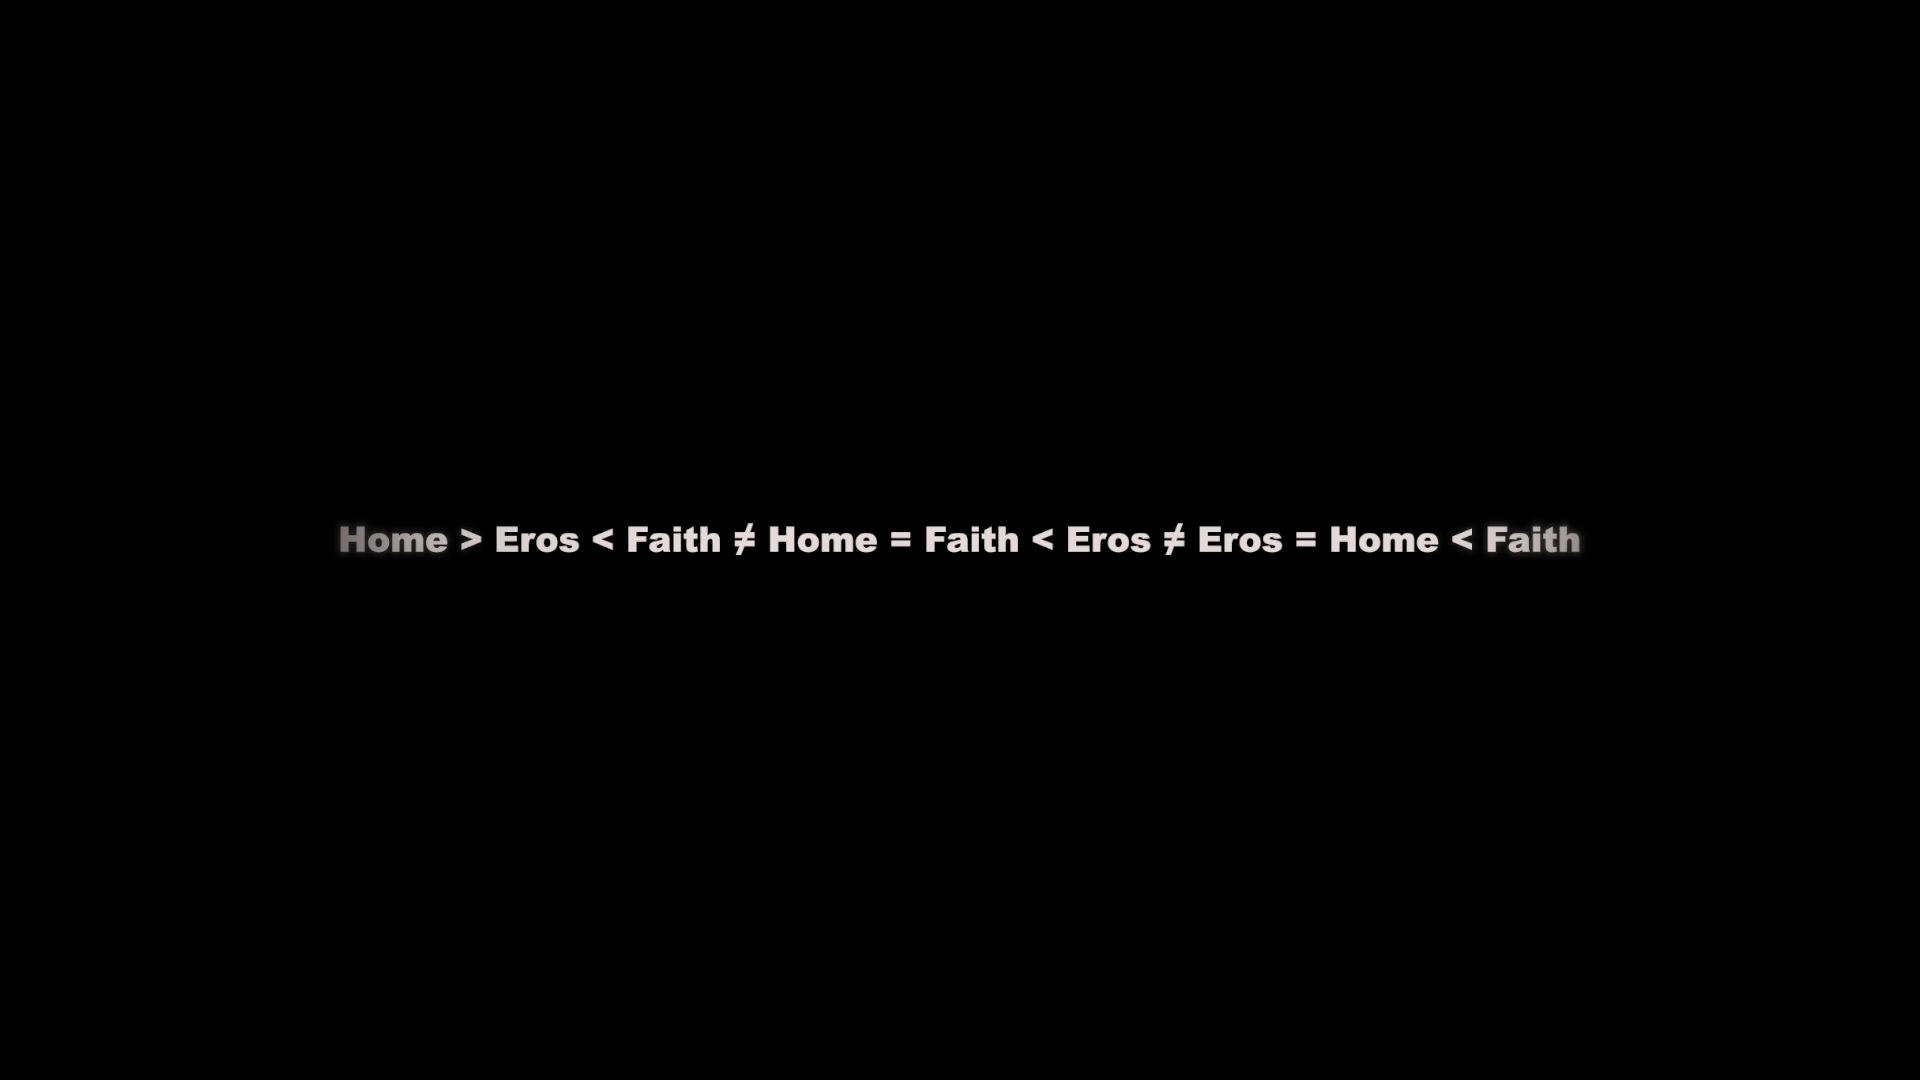 Home > Eros < Faith ≠ Home = Faith < Eros ≠ Eros = Home < Faith